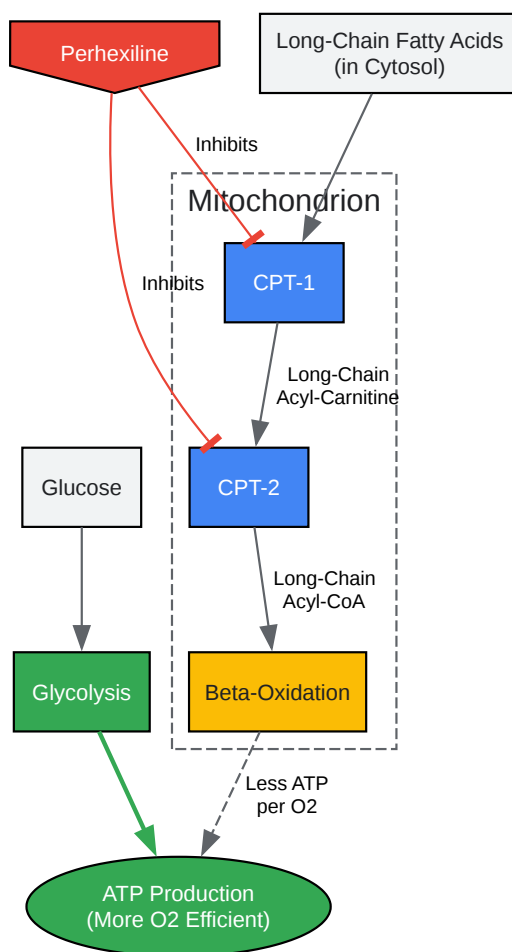 Perhexiline
Long-Chain Fatty Acids
(in Cytosol)
Inhibits
Mitochondrion
CPT-1
Inhibits
Long-Chain
Acyl-Carnitine
Glucose
CPT-2
Long-Chain
Acyl-CoA
Glycolysis
Beta-Oxidation
Less ATP
per O2
ATP Production
(More O2 Efficient)